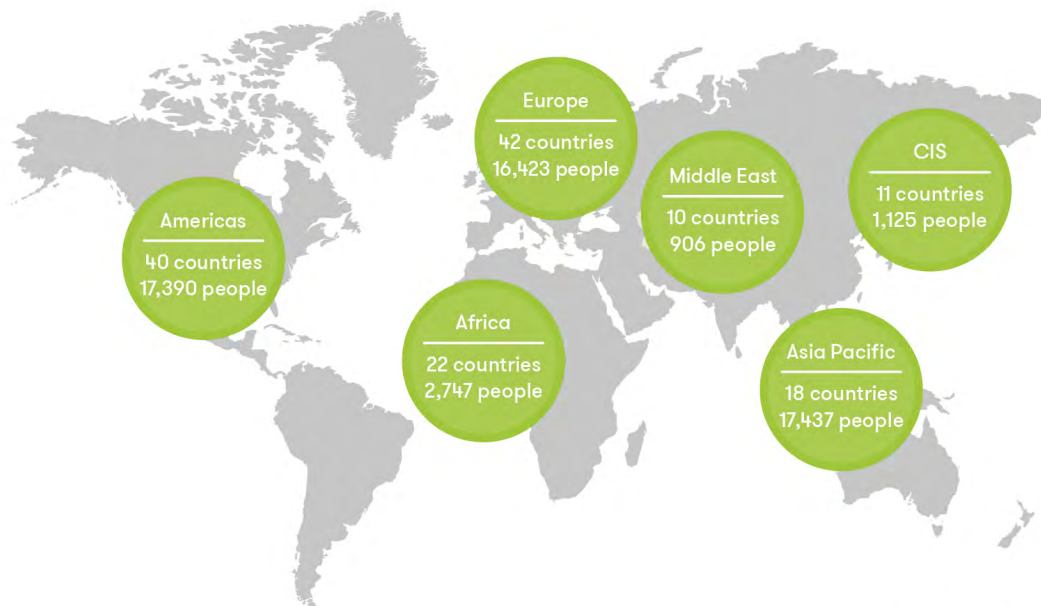 Europe
42 countries
16,423 people
CIS
11 countries
1,125 people
Middle East
10 countries
906 people
Americas
40 countries
17,390 people
Africa
22 countries
2,747 people
Asia Pacific
18 countries
17,437 people